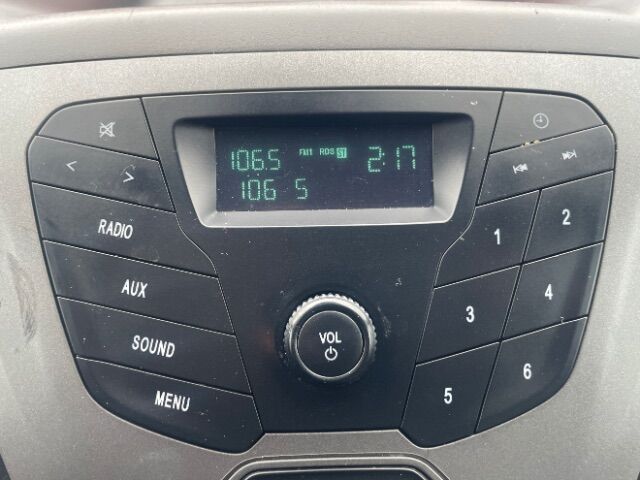 106.5 FM1 RDS ST 2:17
106 5
RADIO
AUX
SOUND
MENU
VOL
1
2
3
4
5
6